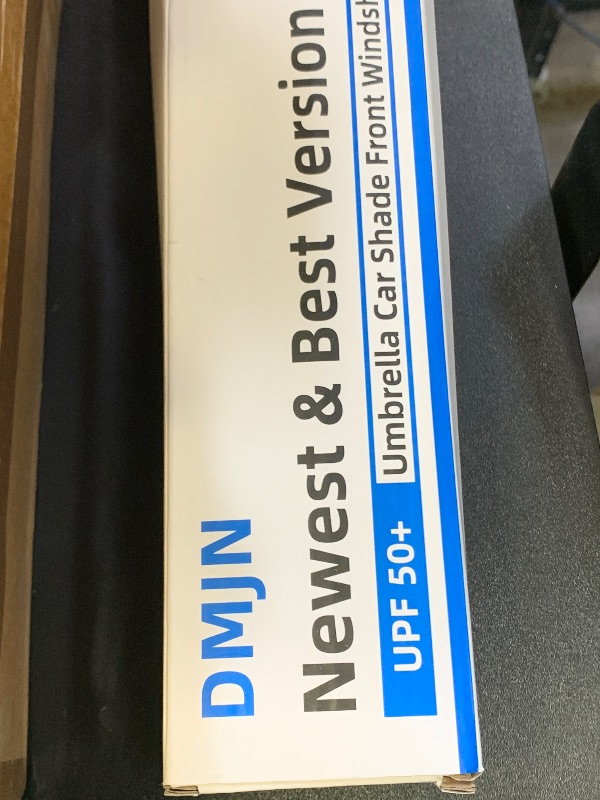 DMJN
Newest & Best Version
UPF 50+ Umbrella Car Shade Front